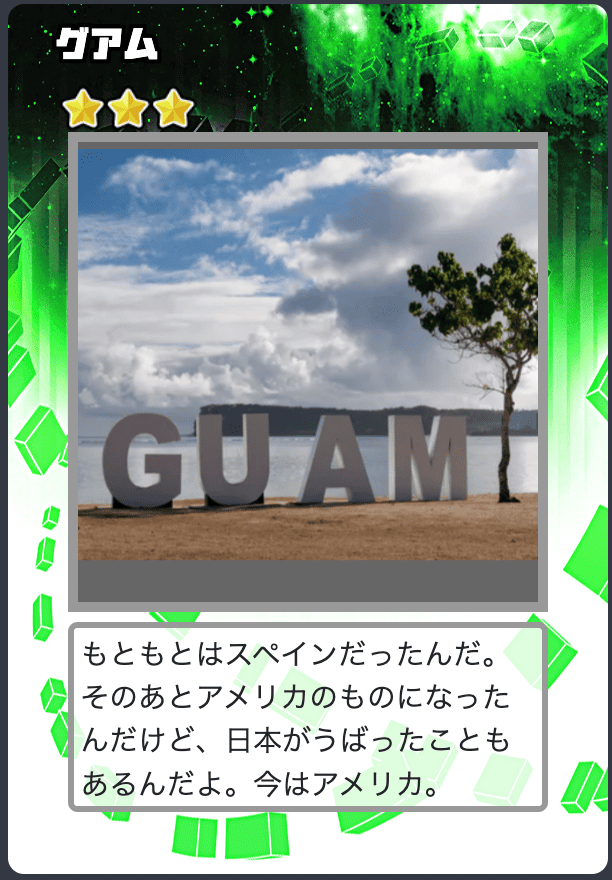 グアム
GUAM
もともとはスペインだったんだ。
そのあとアメリカのものになった
んだけど、日本がうばったことも
あるんだよ。今はアメリカ。